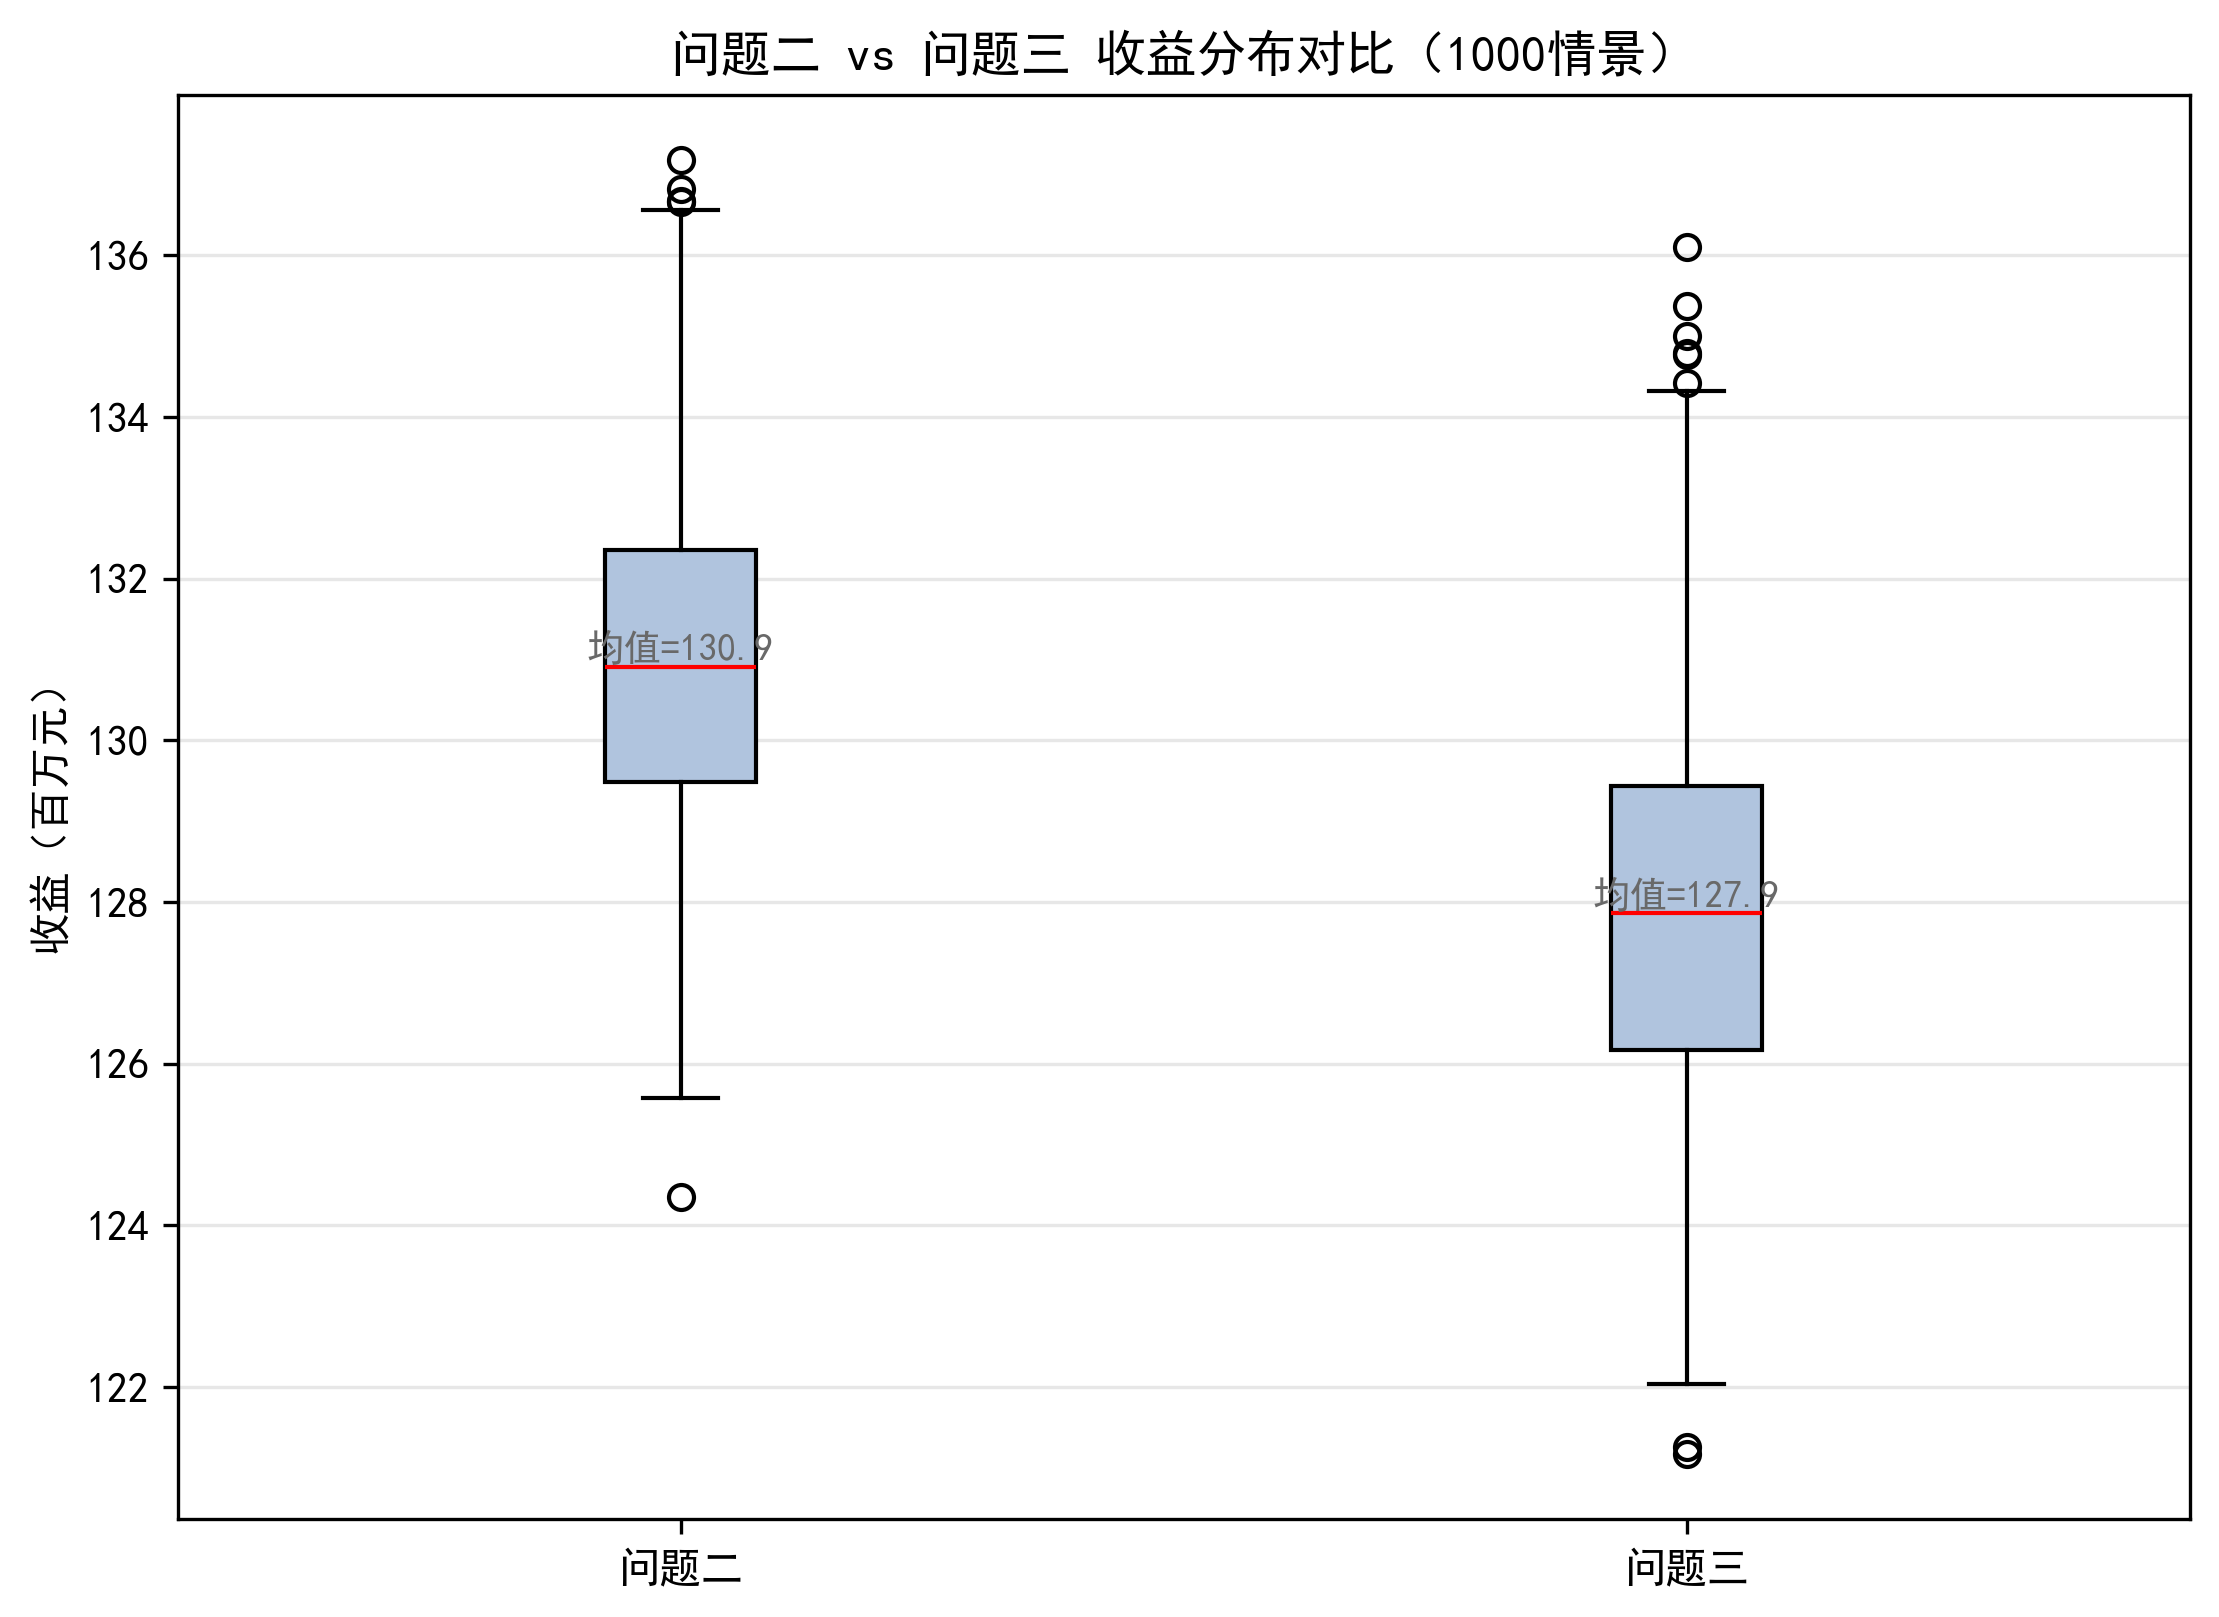 问题二 vs 问题三 收益分布对比（1000情景）
收益（百万元）
136
134
132
130
128
126
124
122
均值=130.9
均值=127.9
问题二
问题三